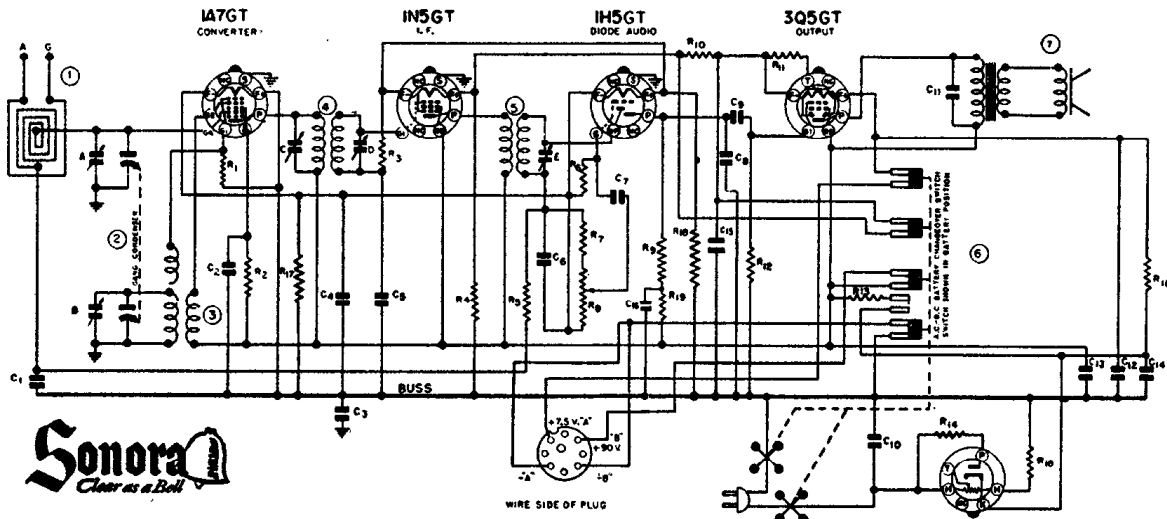 1A7GT
CONVERTER
1N5GT
I.F.
1H5GT
DIODE AUDIO
3Q5GT
OUTPUT
A G
1
2
3
4
5
6
7
GANG CONDENSER
A
B
C
D
E
R1
R2
R3
R4
R5
R6
R7
R8
R9
R10
R11
R12
R13
R14
R17
R18
R19
C1
C2
C3
C4
C5
C6
C7
C8
C9
C10
C11
C12
C13
C14
C15
C16
A.C.-D.C. BATTERY CHANGEOVER SWITCH
SWITCH SHOWN IN BATTERY POSITION
BUSS
+7.5 V. "A"
"B"
+90 V.
-"A"
-"B"
WIRE SIDE OF PLUG
Sonora
Clear as a Bell